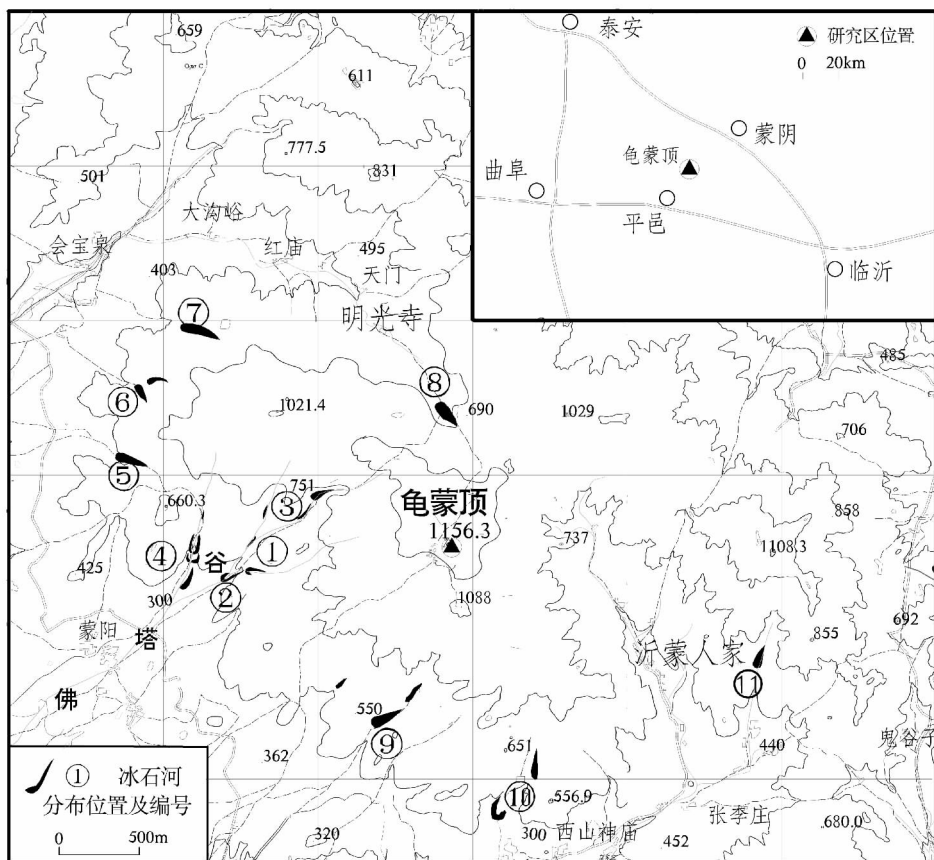 659
611
777.5
831
501
大沟峪
会宝泉
红庙
495
天门
403
⑦
明光寺
泰安
研究区位置
0 20km
蒙阴
龟蒙顶
曲阜
平邑
临沂
⑧
⑥
1021.4
690
1029
485
706
⑤
660.3
751
③
龟蒙顶
1156.3
858
737
1108.3
④
谷
①
425
②
300
1088
692
蒙阳
塔
855
沂蒙人家
⑪
佛
550
⑨
362
651
440
鬼谷子
⑩
556.9
① 冰石河
分布位置及编号
0 500m
320
300
西山神庙
452
张李庄
680.0